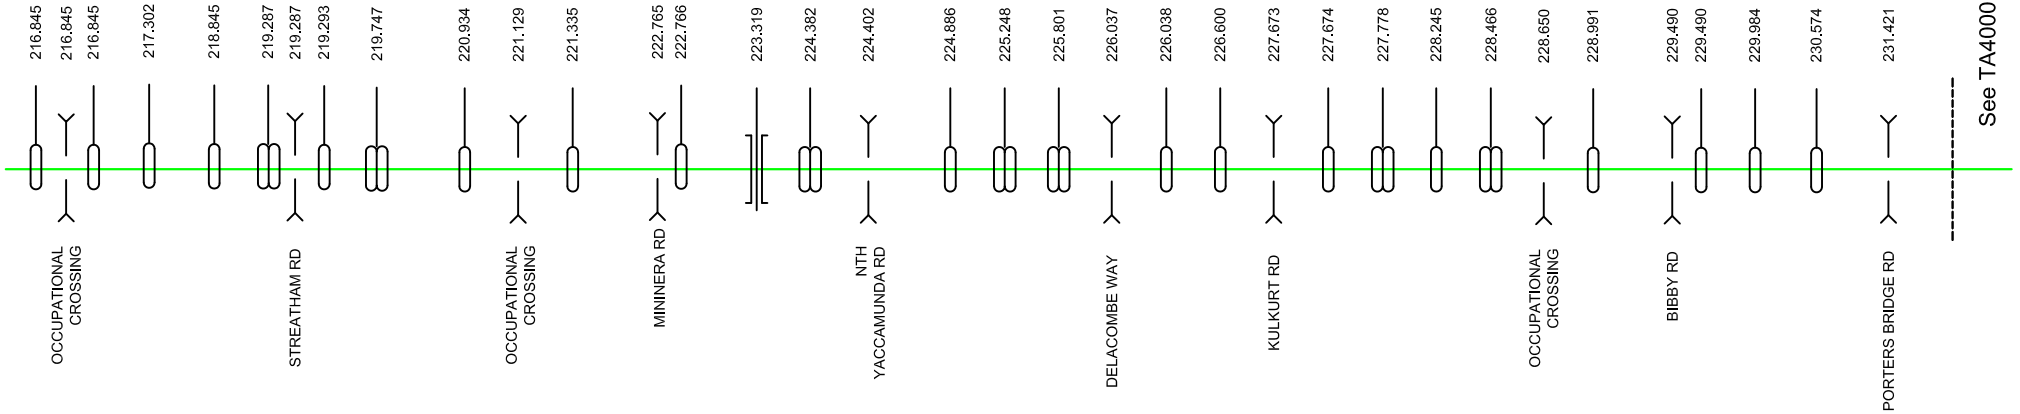 216.845
216.845
216.845
217.302
218.845
219.287
219.287
219.293
219.747
220.934
221.129
221.335
222.765
222.766
223.319
224.382
224.402
224.886
225.248
225.801
226.037
226.038
226.600
227.673
227.674
227.778
228.245
228.466
228.650
228.991
229.490
229.490
229.984
230.574
231.421
See TA4000
OCCUPATIONAL
CROSSING
STREATHAM RD
OCCUPATIONAL
CROSSING
MININERA RD
NTH
YACCAMUNDA RD
DELACOMBE WAY
KULKURT RD
OCCUPATIONAL
CROSSING
BIBBY RD
PORTERS BRIDGE RD